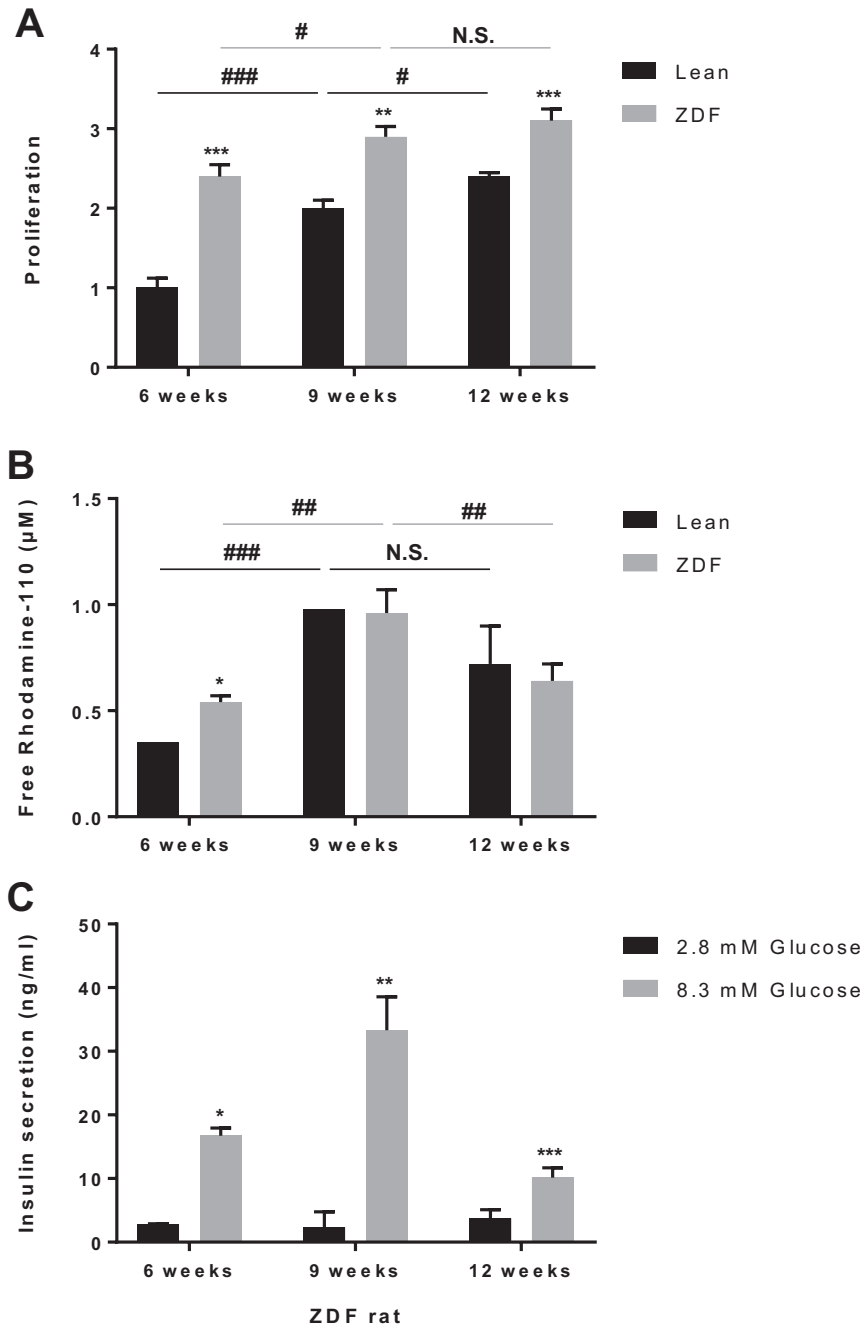 A
# N.S.
4
### #
Lean
ZDF
***
**
***
3
2
1
0
Proliferation
6 weeks 9 weeks 12 weeks
B
1.5
## ##
### N.S.
Lean
ZDF
*
1.0
0.5
0.0
Free Rhodamine-110 (µM)
6 weeks 9 weeks 12 weeks
C
50
2.8 mM Glucose
8.3 mM Glucose
*
**
***
40
30
20
10
0
Insulin secretion (ng/ml)
6 weeks 9 weeks 12 weeks
ZDF rat